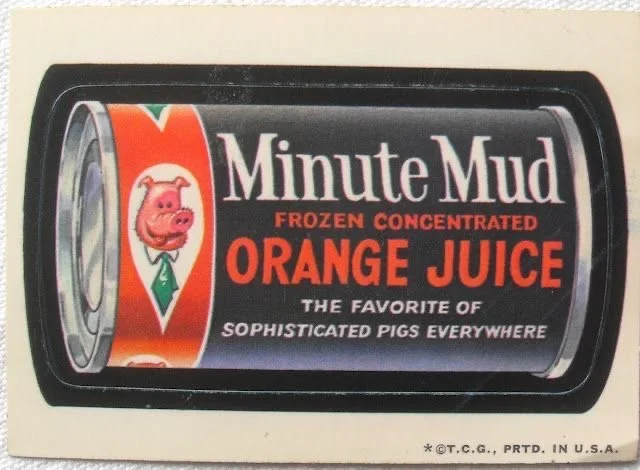 Minute Mud
FROZEN CONCENTRATED
ORANGE JUICE
THE FAVORITE OF
SOPHISTICATED PIGS EVERYWHERE
*©T.C.G., PRTD. IN U.S.A.